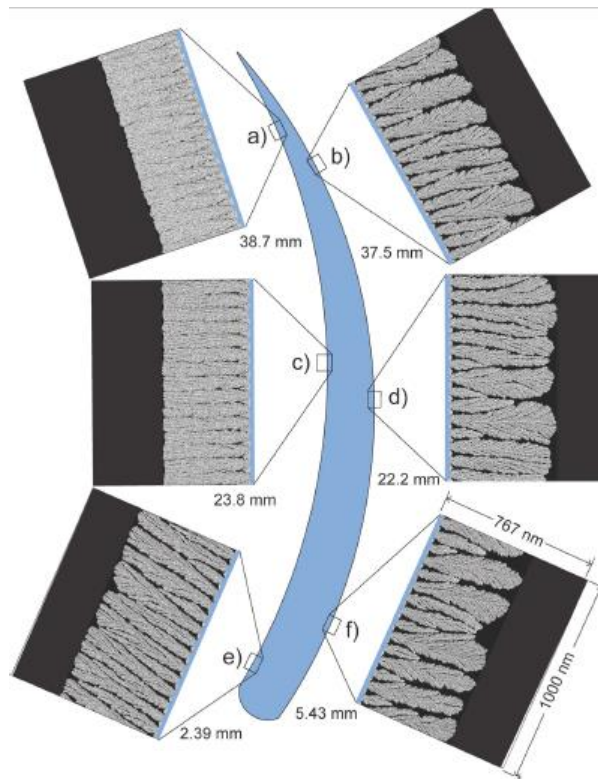 a)
b)
38.7 mm
37.5 mm
c)
d)
23.8 mm
22.2 mm
767 nm
e)
f)
1000 nm
2.39 mm
5.43 mm